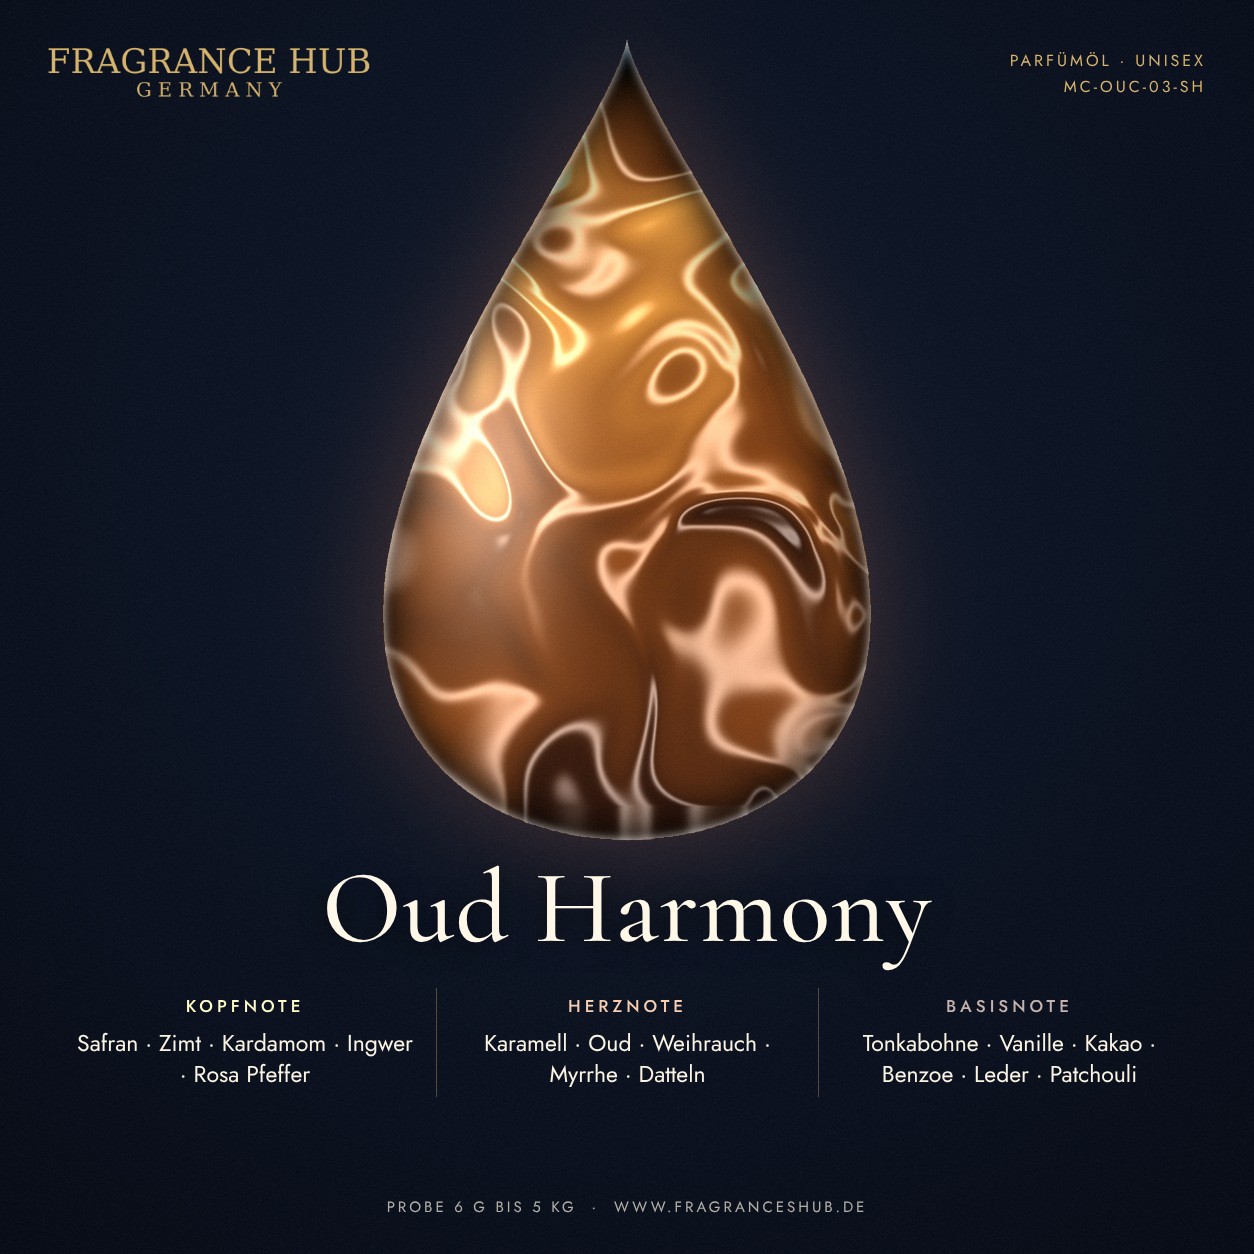 FRAGRANCE HUB
GERMANY
PARFÜMÖL · UNISEX
MC-OUC-03-SH
Oud Harmony
KOPFNOTE
Safran · Zimt · Kardamom · Ingwer
· Rosa Pfeffer
HERZNOTE
Karamell · Oud · Weihrauch ·
Myrrhe · Datteln
BASISNOTE
Tonkabohne · Vanille · Kakao ·
Benzoe · Leder · Patchouli
PROBE 6 G BIS 5 KG · WWW.FRAGRANCESHUB.DE